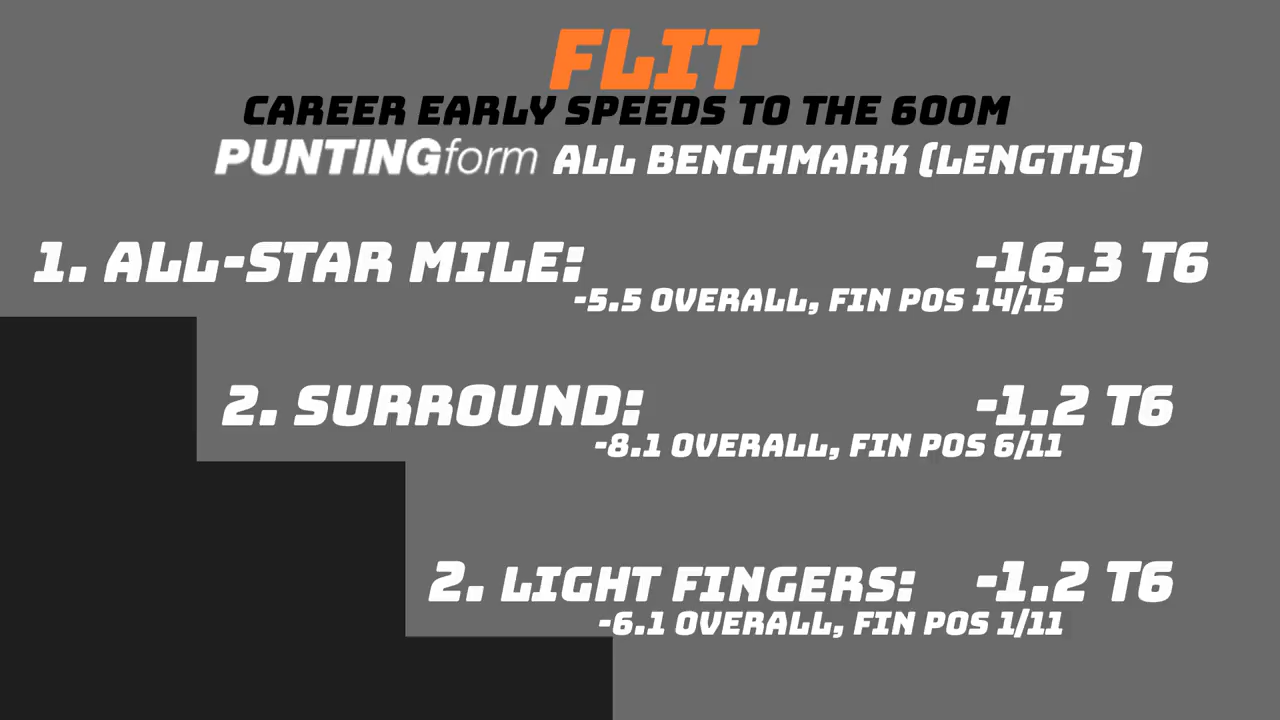 FLIT
CAREER EARLY SPEEDS TO THE 600M
PUNTINGform ALL BENCHMARK (LENGTHS)
1. ALL-STAR MILE: -16.3 T6
-5.5 OVERALL, FIN POS 14/15
2. SURROUND: -1.2 T6
-8.1 OVERALL, FIN POS 6/11
2. LIGHT FINGERS: -1.2 T6
-6.1 OVERALL, FIN POS 1/11